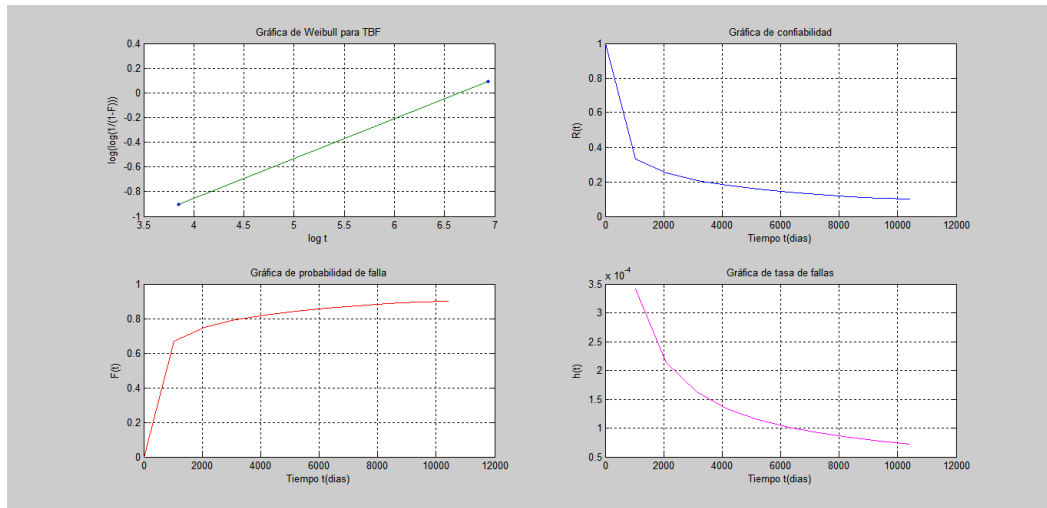 Gráfica de Weibull para TBF
log(log(1/(1-F)))
0.4
0.2
0
-0.2
-0.4
-0.6
-0.8
-1
3.5 4 4.5 5 5.5 6 6.5 7
log t
Gráfica de confiabilidad
R(t)
1
0.8
0.6
0.4
0.2
0
0 2000 4000 6000 8000 10000 12000
Tiempo t(dias)
Gráfica de probabilidad de falla
F(t)
1
0.8
0.6
0.4
0.2
0
0 2000 4000 6000 8000 10000 12000
Tiempo t(dias)
Gráfica de tasa de fallas
x 10⁻⁴
h(t)
3.5
3
2.5
2
1.5
1
0.5
0 2000 4000 6000 8000 10000 12000
Tiempo t(dias)